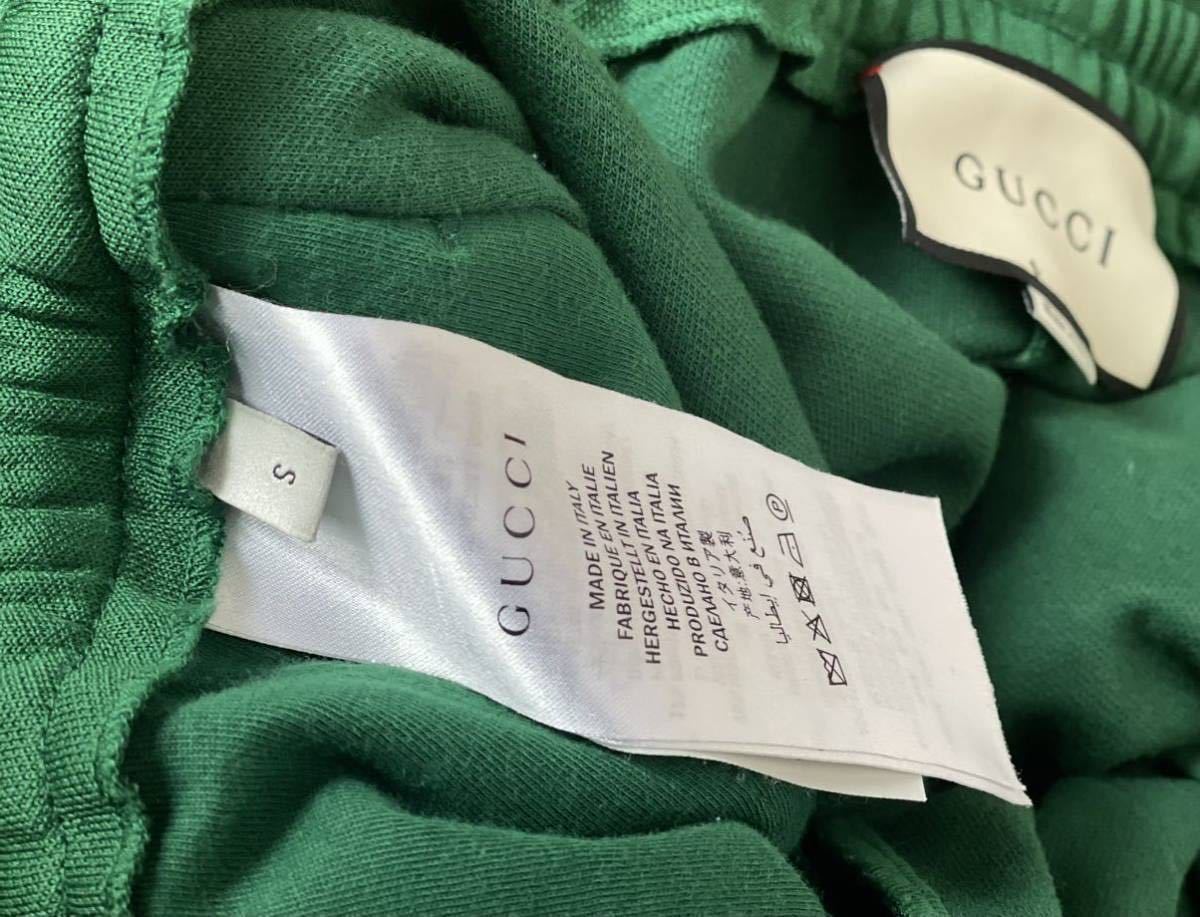 GUCCI
S
GUCCI
MADE IN ITALY
FABRIQUE EN ITALIE
HERGESTELLT IN ITALIEN
HECHO EN ITALIA
PRODUZIDO NA ITALIA
СДЕЛАНО В ИТАЛИИ
イタリア製
产地:意大利
صنع في إيطاليا